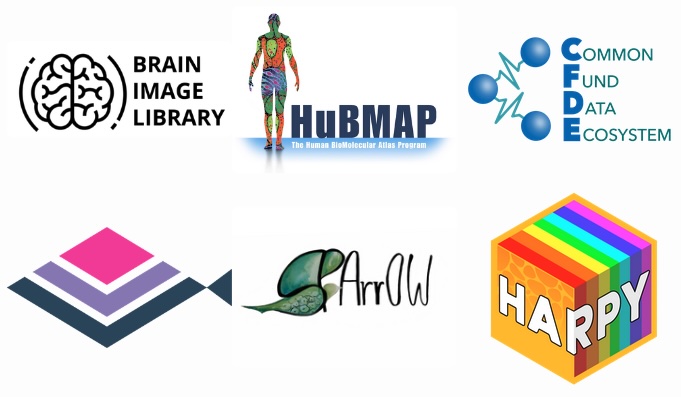 BRAIN
IMAGE
LIBRARY
HuBMAP
The Human BioMolecular Atlas Program
COMMON
FUND
DATA
ECOSYSTEM
SPArrOW
HARPY